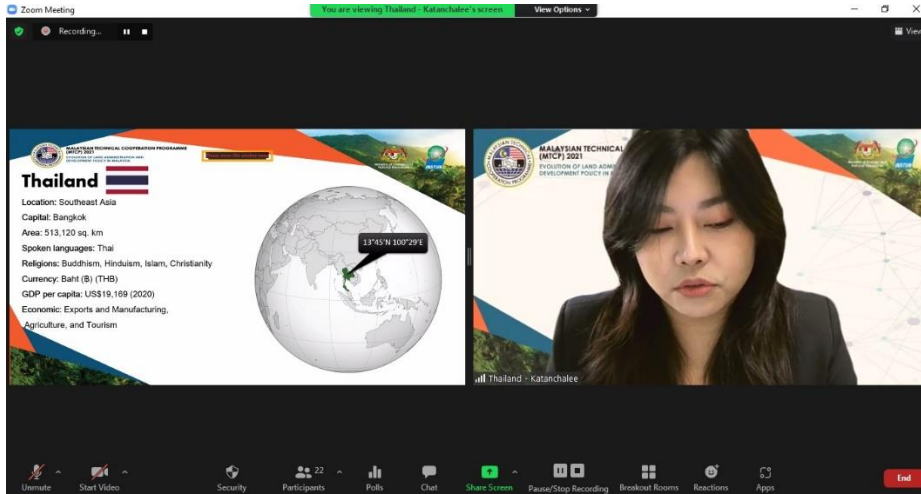 Zoom Meeting
You are viewing Thailand - Katanchalee's screen
View Options
Recording...
View
MALAYSIAN TECHNICAL COOPERATION PROGRAMME
(MTCP) 2021
EVOLUTION OF LAND ADMINISTRATION AND
DEVELOPMENT POLICY IN MALAYSIA
Thailand
Location: Southeast Asia
Capital: Bangkok
Area: 513,120 sq. km
Spoken languages: Thai
Religions: Buddhism, Hinduism, Islam, Christianity
Currency: Baht (฿) (THB)
GDP per capita: US$19,169 (2020)
Economic: Exports and Manufacturing,
Agriculture, and Tourism
13°45'N 100°29'E
MALAYSIAN TECHNICAL
(MTCP) 2021
EVOLUTION OF LAND ADMI
DEVELOPMENT POLICY IN
Thailand - Katanchalee
Unmute
Start Video
Security
22
Participants
Polls
Chat
Share Screen
Pause/Stop Recording
Breakout Rooms
Reactions
Apps
End